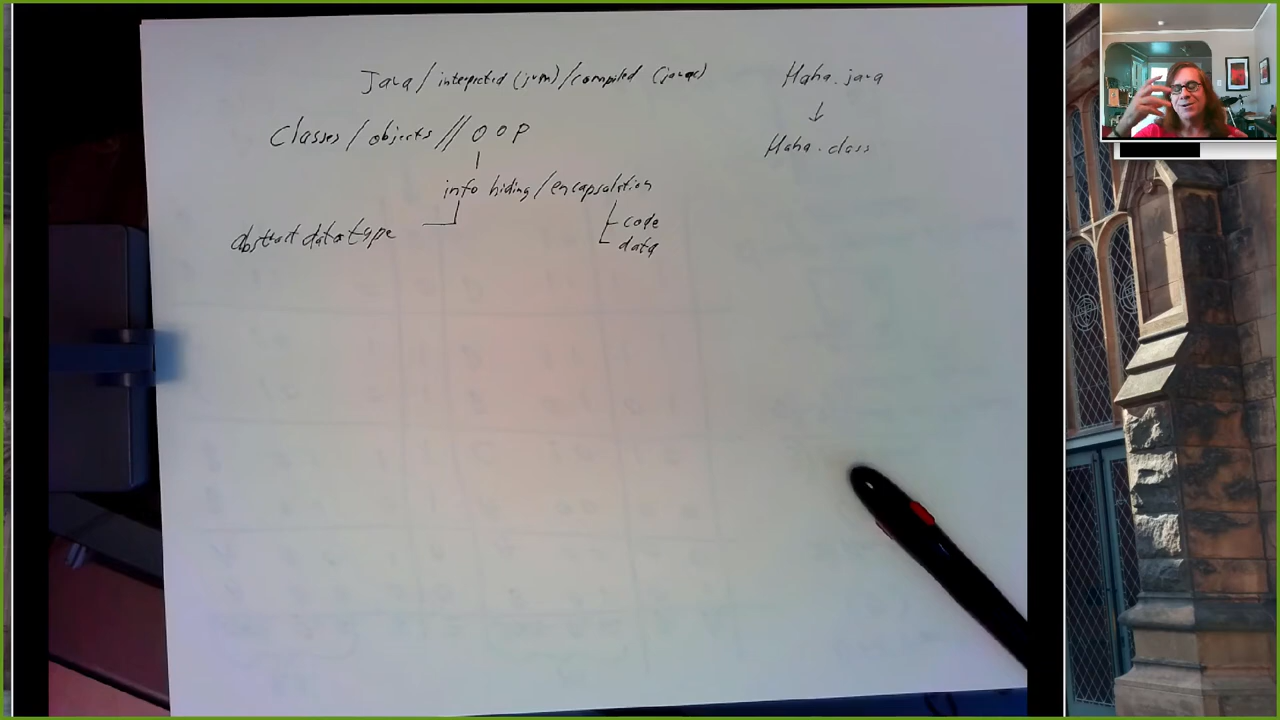 Java / interpreted (jvm) / compiled (javac)
Haha.java
↓
Haha.class
Classes / objects // OOP
info hiding / encapsulation
code
data
abstract data type